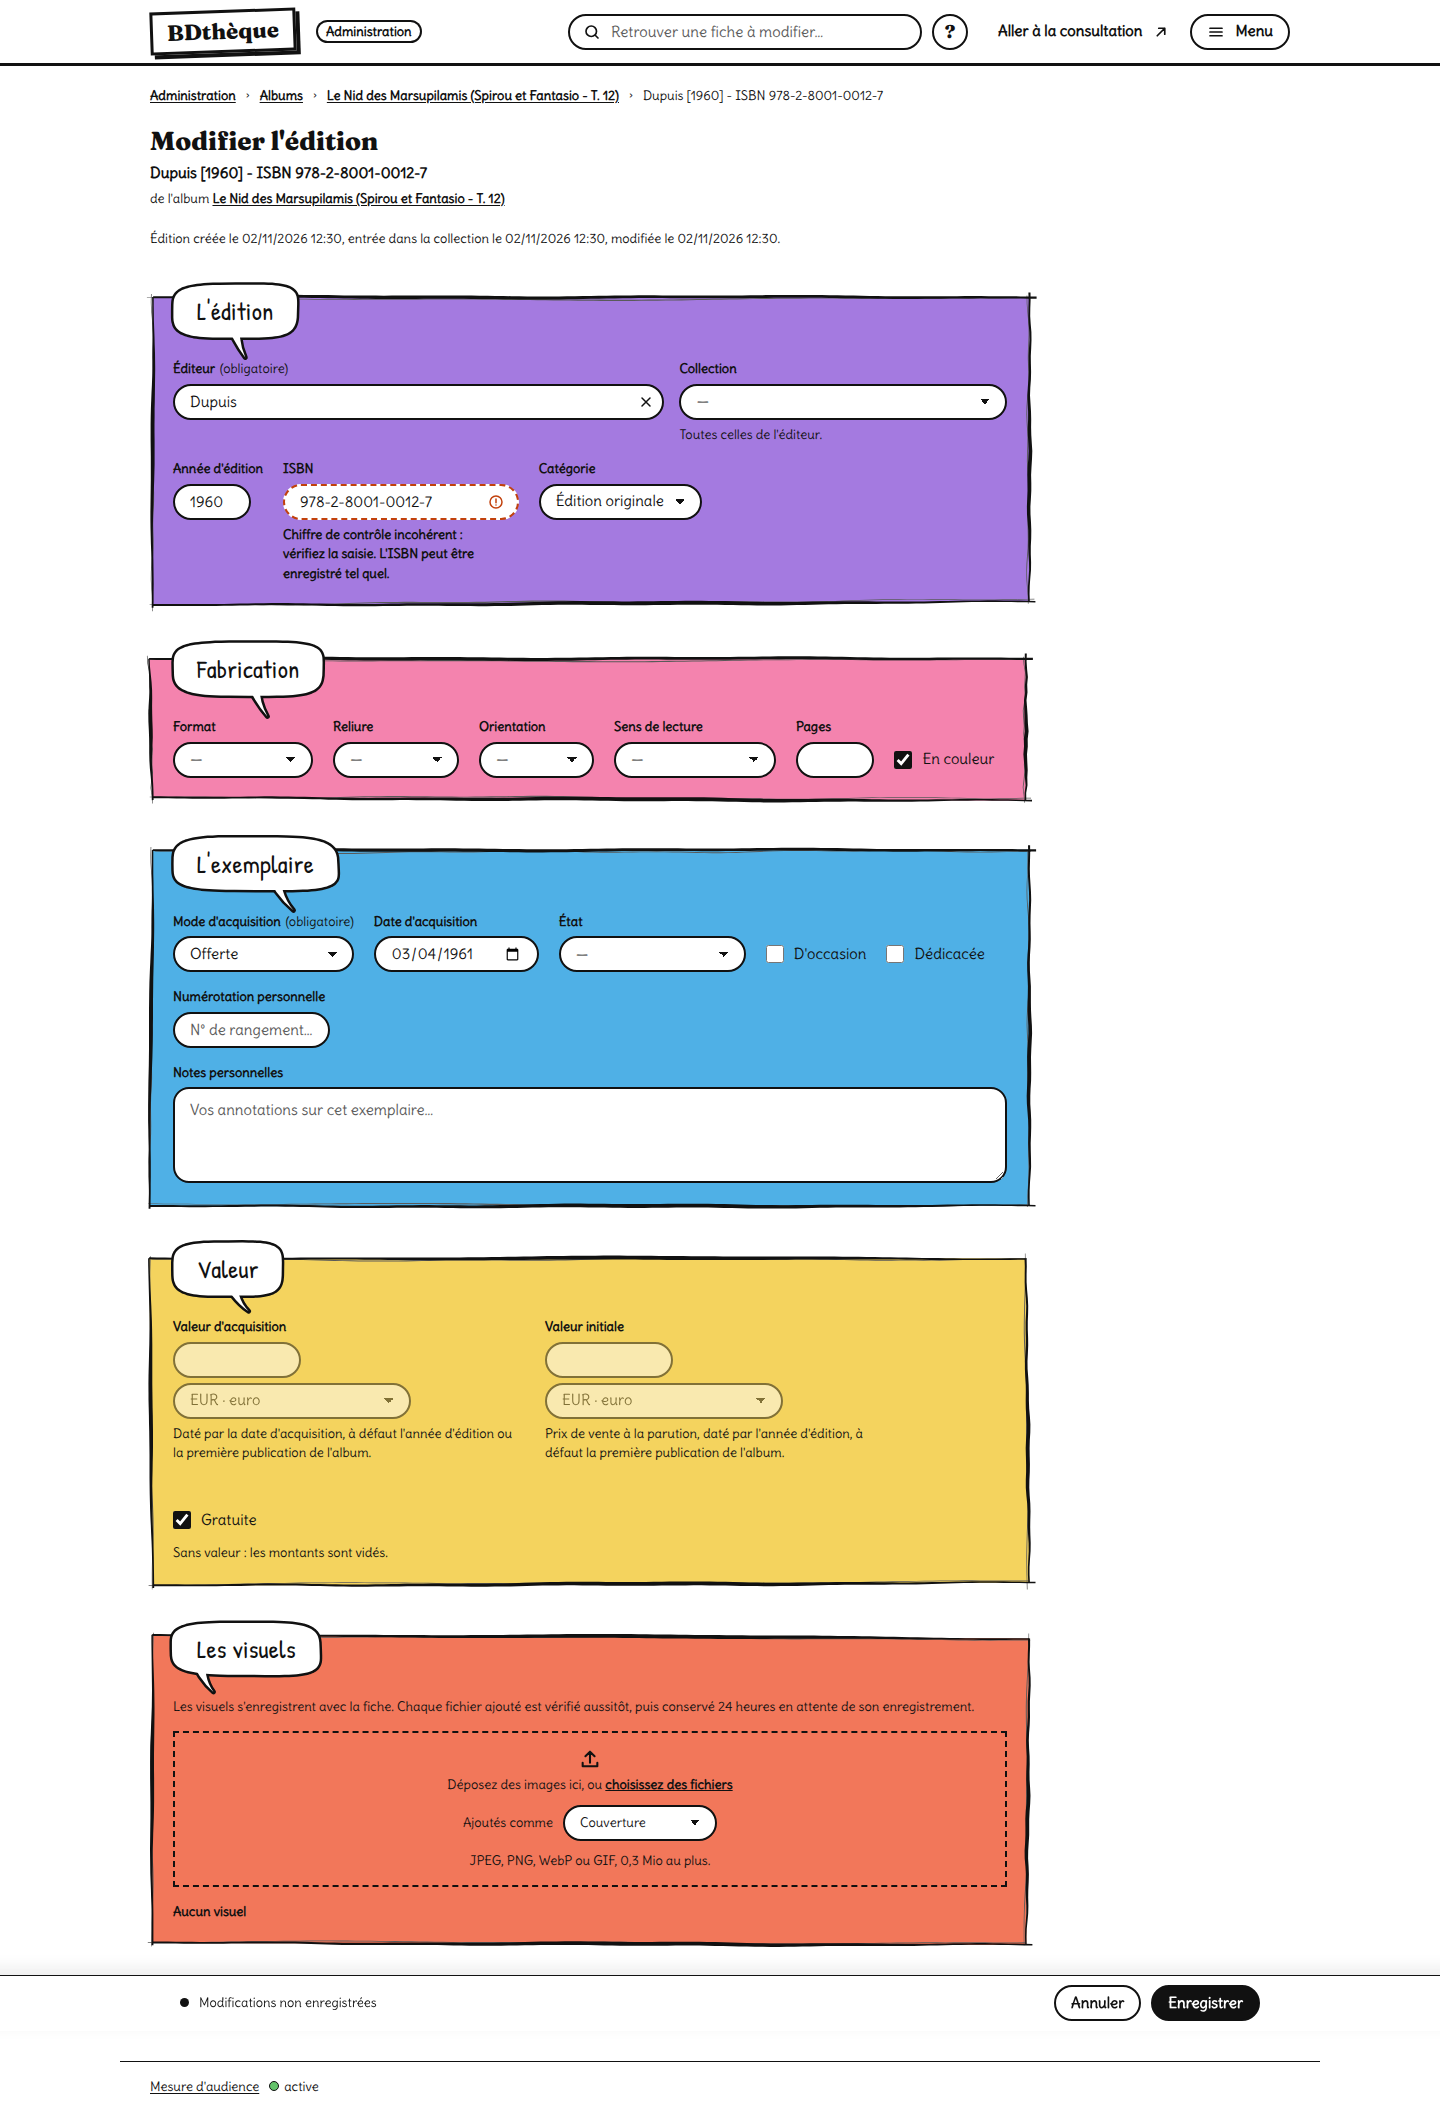 BDthèque
Administration
Retrouver une fiche à modifier...
?
Aller à la consultation
Menu
Administration › Albums › Le Nid des Marsupilamis (Spirou et Fantasio - T. 12) › Dupuis [1960] - ISBN 978-2-8001-0012-7
Modifier l'édition
Dupuis [1960] - ISBN 978-2-8001-0012-7
de l'album Le Nid des Marsupilamis (Spirou et Fantasio - T. 12)
Édition créée le 02/11/2026 12:30, entrée dans la collection le 02/11/2026 12:30, modifiée le 02/11/2026 12:30.
L'édition
Éditeur (obligatoire)
Collection
Dupuis
—
Toutes celles de l'éditeur.
Année d'édition
ISBN
Catégorie
1960
978-2-8001-0012-7
Édition originale
Chiffre de contrôle incohérent :
vérifiez la saisie. L'ISBN peut être
enregistré tel quel.
Fabrication
Format
Reliure
Orientation
Sens de lecture
Pages
—
—
—
—
En couleur
L'exemplaire
Mode d'acquisition (obligatoire)
Date d'acquisition
État
Offerte
03/04/1961
—
D'occasion
Dédicacée
Numérotation personnelle
N° de rangement...
Notes personnelles
Vos annotations sur cet exemplaire...
Valeur
Valeur d'acquisition
Valeur initiale
EUR · euro
EUR · euro
Daté par la date d'acquisition, à défaut l'année d'édition ou
la première publication de l'album.
Prix de vente à la parution, daté par l'année d'édition, à
défaut la première publication de l'album.
Gratuite
Sans valeur : les montants sont vidés.
Les visuels
Les visuels s'enregistrent avec la fiche. Chaque fichier ajouté est vérifié aussitôt, puis conservé 24 heures en attente de son enregistrement.
Déposez des images ici, ou choisissez des fichiers
Ajoutés comme
Couverture
JPEG, PNG, WebP ou GIF, 0,3 Mio au plus.
Aucun visuel
Modifications non enregistrées
Annuler
Enregistrer
Mesure d'audience
active